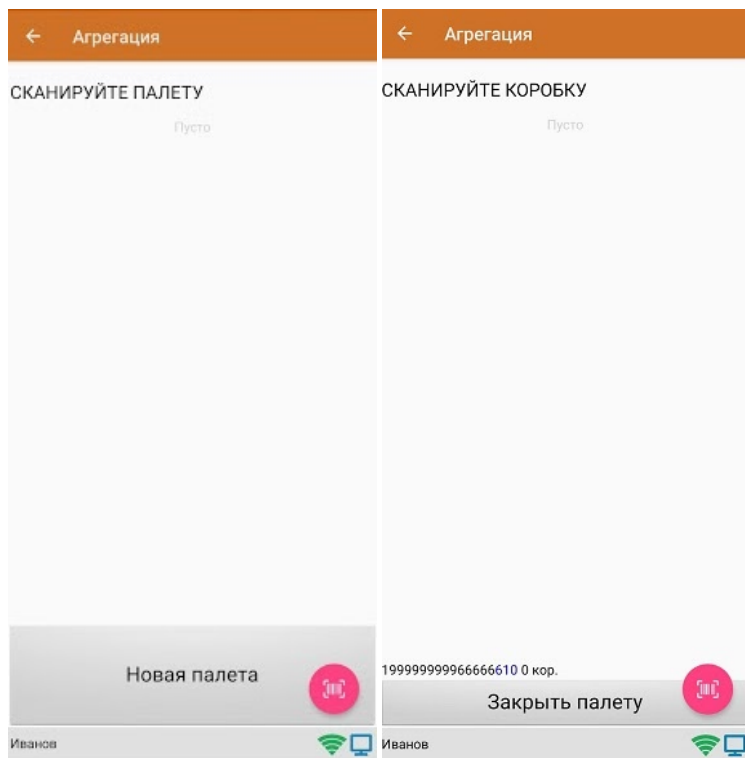 Агрегация
СКАНИРУЙТЕ ПАЛЕТУ
Пусто
Новая палета
Иванов
Агрегация
СКАНИРУЙТЕ КОРОБКУ
Пусто
199999999966666610 0 кор.
Закрыть палету
Иванов